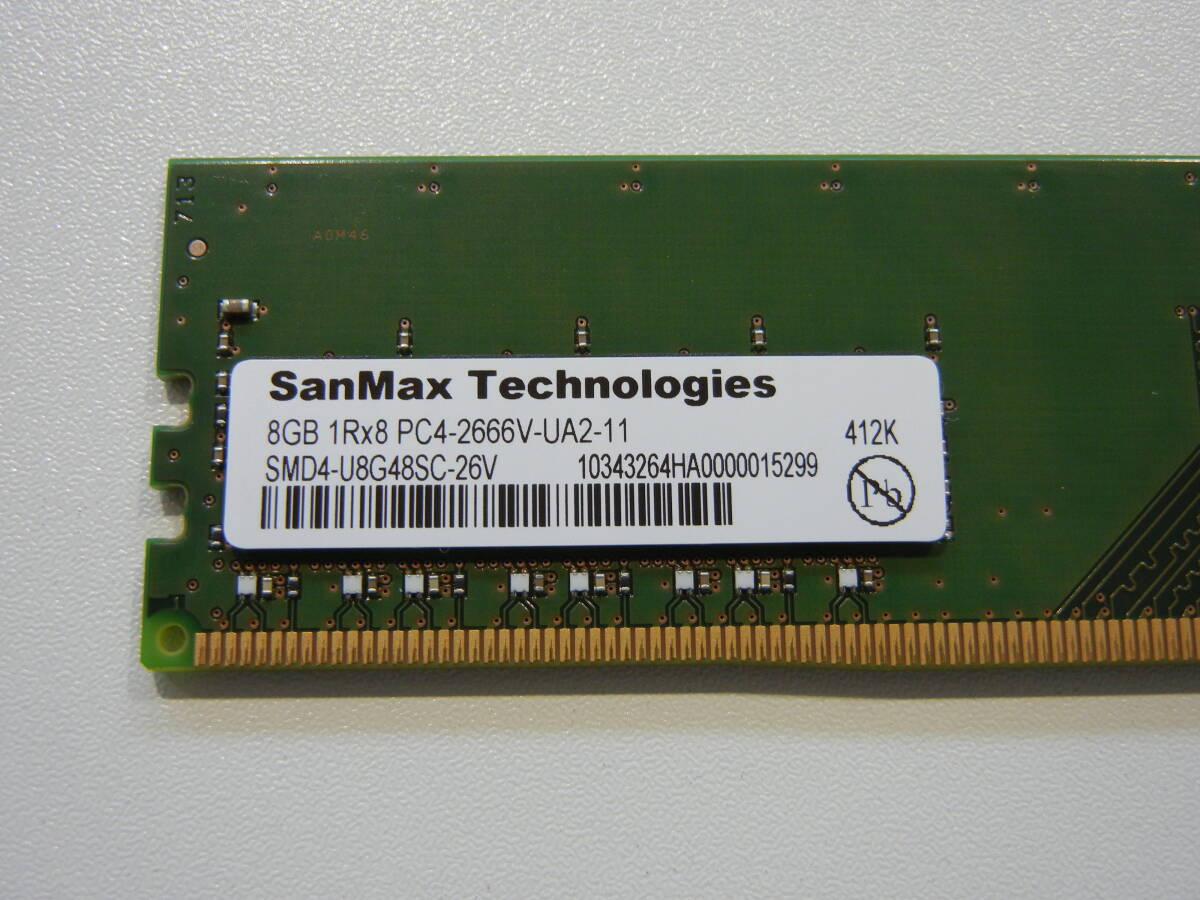 713
A0M46
SanMax Technologies
8GB 1Rx8 PC4-2666V-UA2-11
412K
SMD4-U8G48SC-26V 10343264HA0000015299
Pb